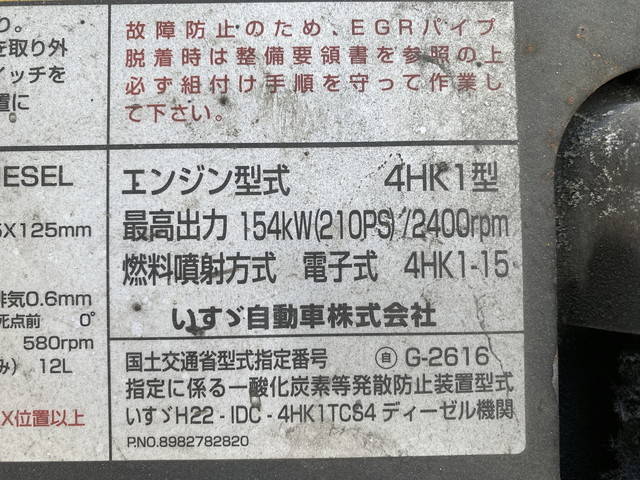 り。
を取り外
イッチを
置に
故障防止のため、EGRパイプ
脱着時は整備要領書を参照の上
必ず組付け手順を守って作業し
て下さい。
IESEL
5X125mm
排気0.6mm
死点前 0°
580rpm
み) 12L
X位置以上
エンジン型式 4HK1型
最高出力 154kW(210PS)/2400rpm
燃料噴射方式 電子式 4HK1-15
いすゞ自動車株式会社
国土交通省型式指定番号 自 G-2616
指定に係る一酸化炭素等発散防止装置型式
いすゞH22 - IDC - 4HK1TCS4 ディーゼル機関
P.NO.8982782820